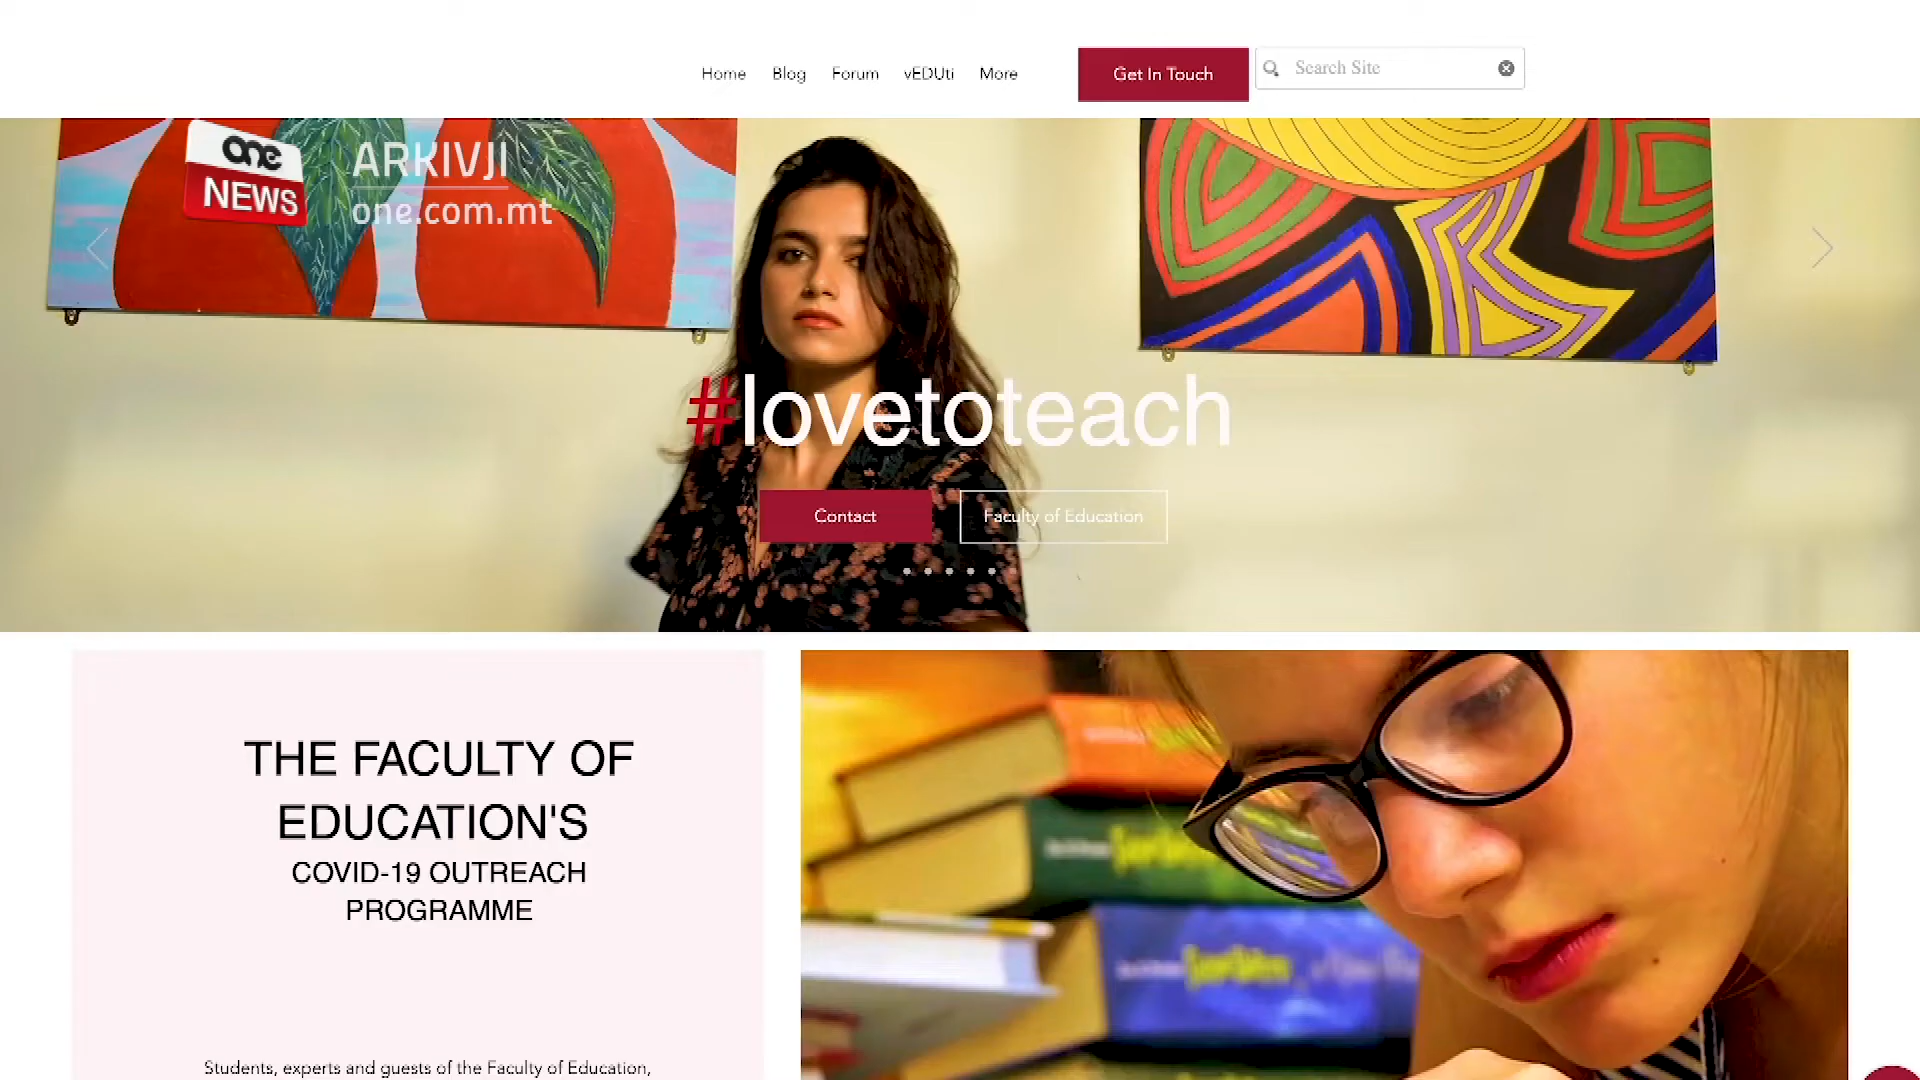 Home Blog Forum vEDUti More Get In Touch Search Site
one
NEWS
ARKIVJI
one.com.mt
#lovetoteach
Contact Faculty of Education
THE FACULTY OF
EDUCATION'S
COVID-19 OUTREACH
PROGRAMME
Students, experts and guests of the Faculty of Education,